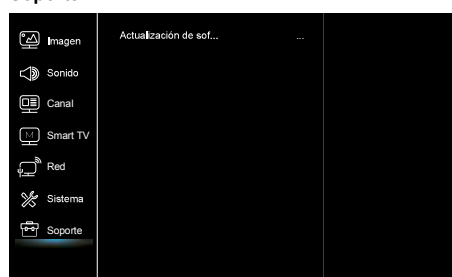 Imagen
Actualización de sof... ...
Sonido
Canal
M
Smart TV
Red
Sistema
Soporte